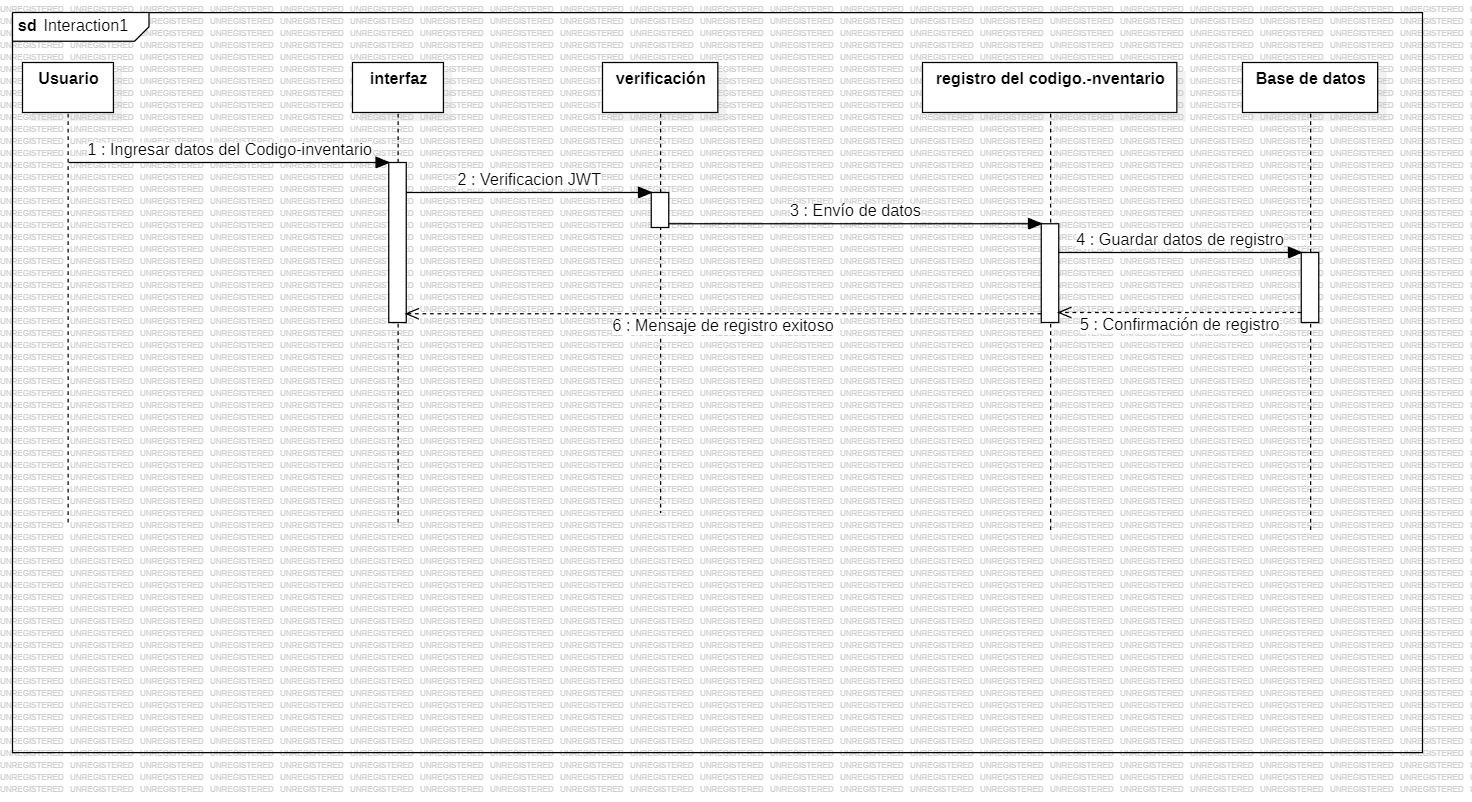 sd Interaction1
Usuario
interfaz
verificación
registro del codigo.-nventario
Base de datos
1 : Ingresar datos del Codigo-inventario
2 : Verificacion JWT
3 : Envío de datos
4 : Guardar datos de registro
5 : Confirmación de registro
6 : Mensaje de registro exitoso
UNREGISTERED